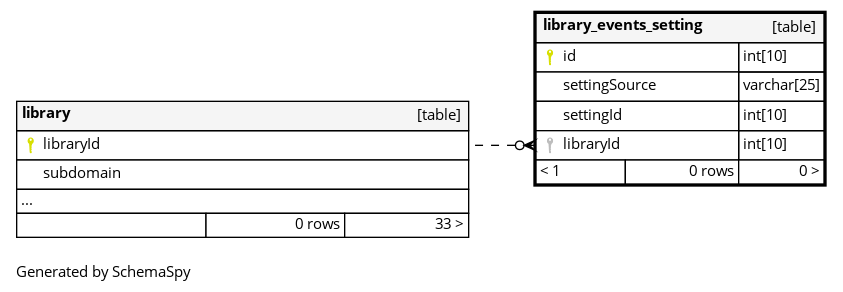 library_events_setting [table]
id int[10]
settingSource varchar[25]
settingId int[10]
libraryId int[10]
< 1 0 rows 0 >
library [table]
libraryId
subdomain
...
0 rows 33 >
Generated by SchemaSpy